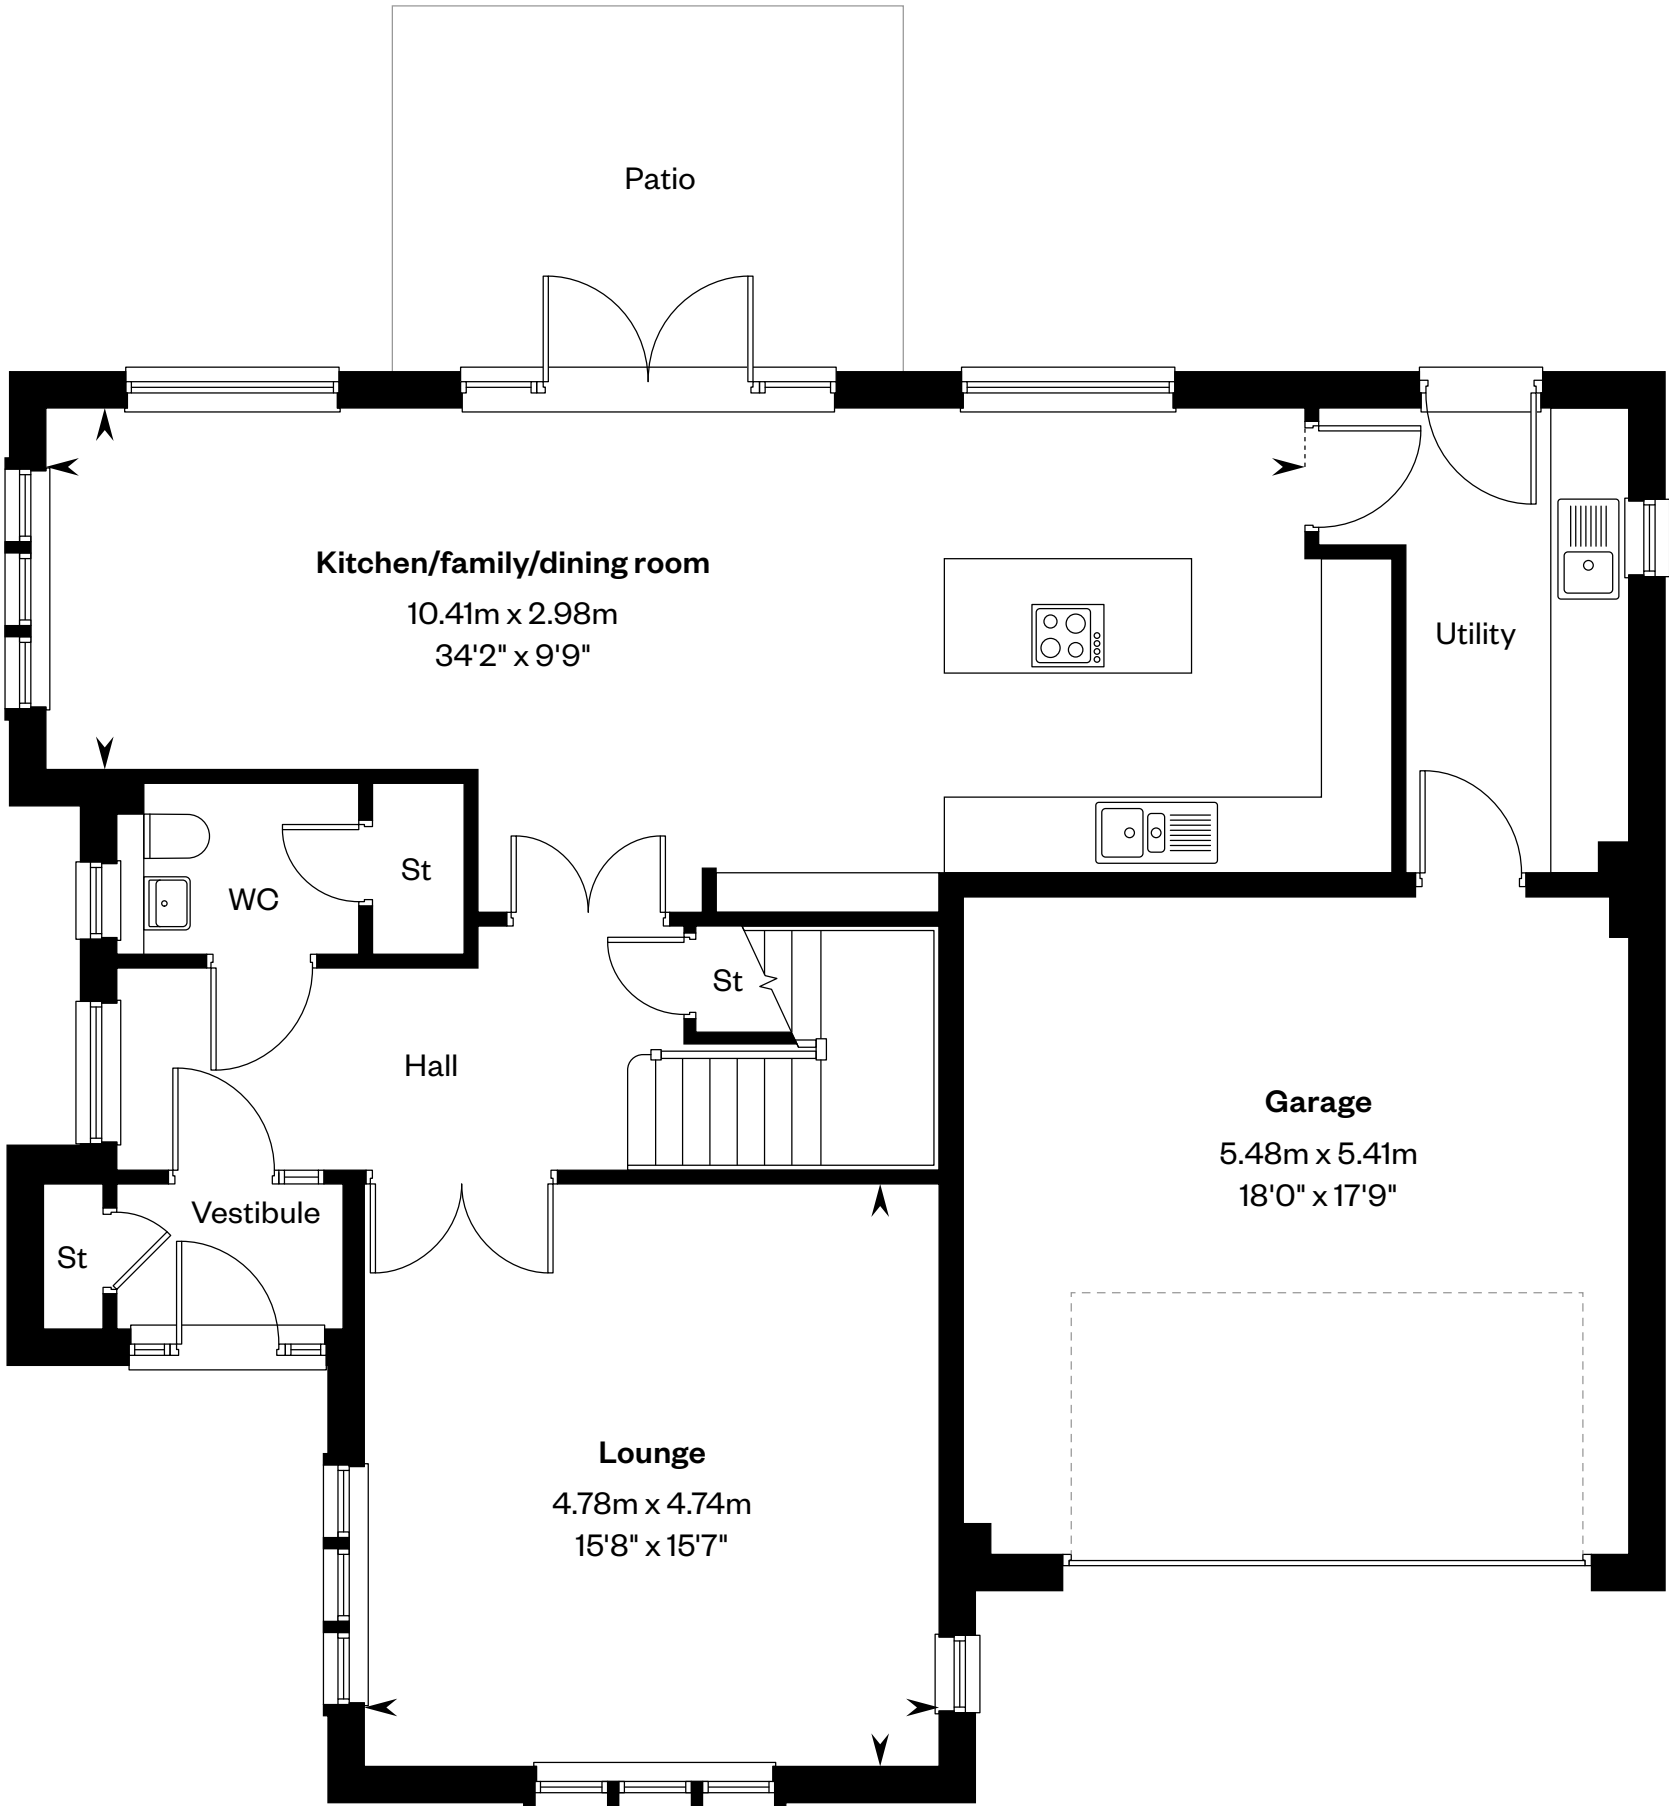 Patio
Kitchen/family/dining room
10.41m x 2.98m
34'2" x 9'9"
Utility
St
WC
St
Hall
Garage
5.48m x 5.41m
18'0" x 17'9"
Vestibule
St
Lounge
4.78m x 4.74m
15'8" x 15'7"